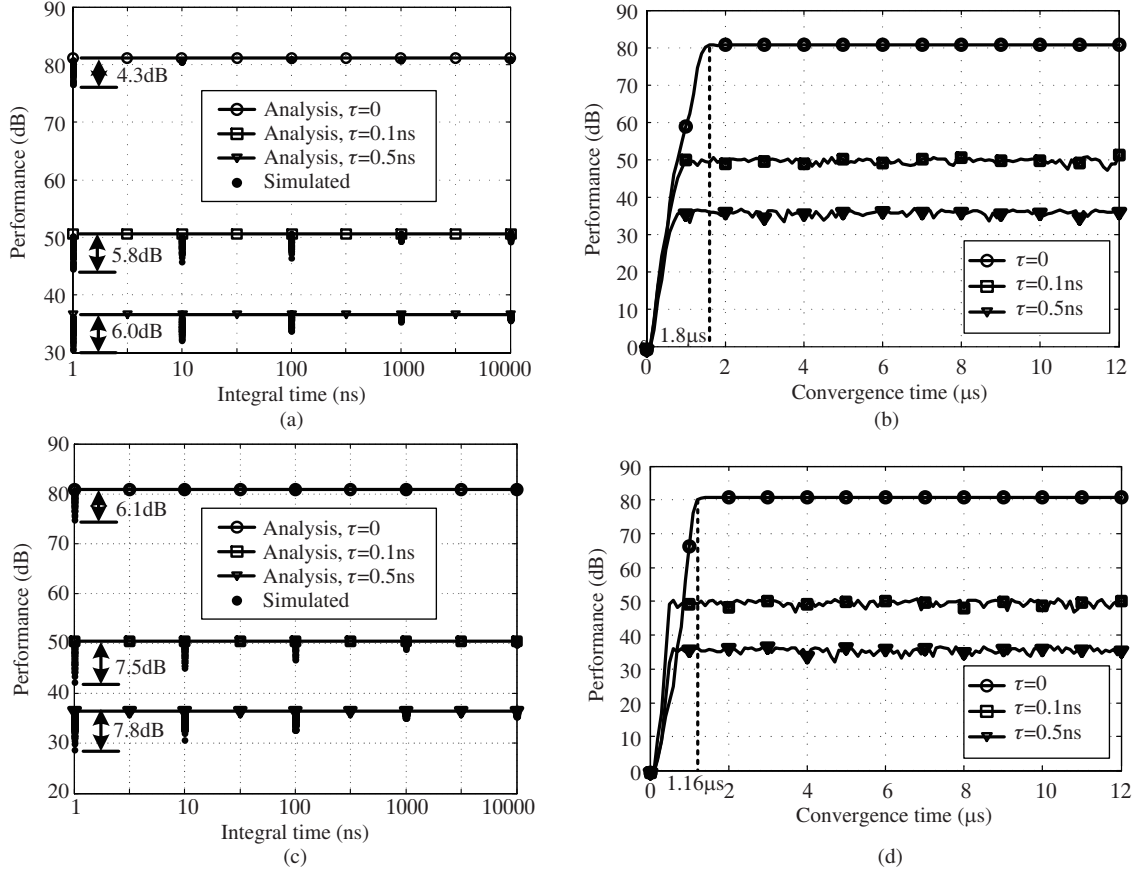 90
80
70
60
50
40
30
Performance (dB)
4.3dB
Analysis, τ=0
Analysis, τ=0.1ns
Analysis, τ=0.5ns
Simulated
5.8dB
6.0dB
1 10 100 1000 10000
Integral time (ns)
(a)
90
80
70
60
50
40
30
20
10
0
Performance (dB)
τ=0
τ=0.1ns
τ=0.5ns
1.8μs
0 2 4 6 8 10 12
Convergence time (μs)
(b)
90
80
70
60
50
40
30
20
Performance (dB)
6.1dB
Analysis, τ=0
Analysis, τ=0.1ns
Analysis, τ=0.5ns
Simulated
7.5dB
7.8dB
1 10 100 1000 10000
Integral time (ns)
(c)
90
80
70
60
50
40
30
20
10
0
Performance (dB)
τ=0
τ=0.1ns
τ=0.5ns
1.16μs
0 2 4 6 8 10 12
Convergence time (μs)
(d)